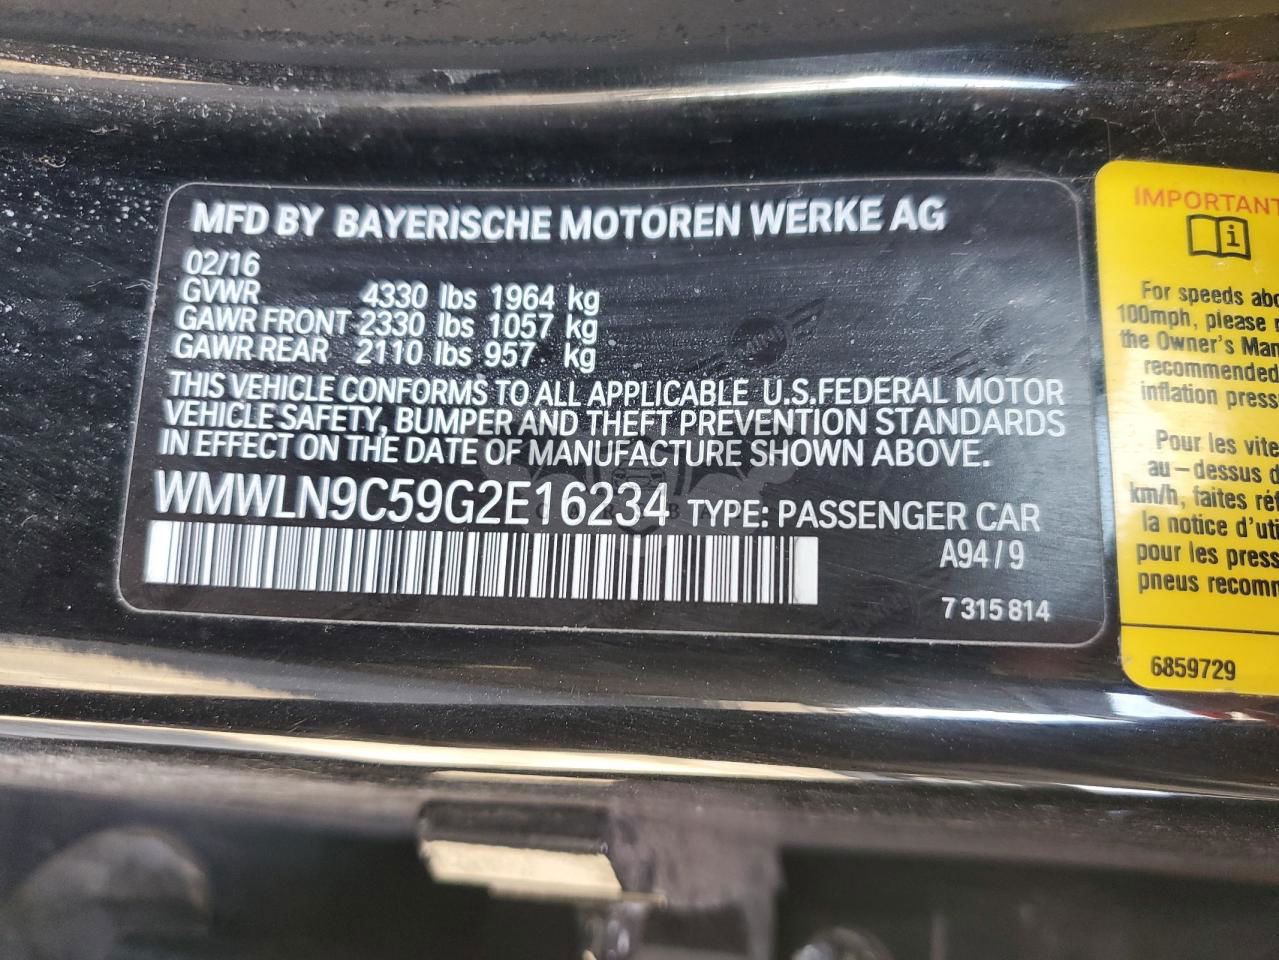 MFD BY BAYERISCHE MOTOREN WERKE AG
02/16
GVWR 4330 lbs 1964 kg
GAWR FRONT 2330 lbs 1057 kg
GAWR REAR 2110 lbs 957 kg
THIS VEHICLE CONFORMS TO ALL APPLICABLE U.S.FEDERAL MOTOR
VEHICLE SAFETY, BUMPER AND THEFT PREVENTION STANDARDS
IN EFFECT ON THE DATE OF MANUFACTURE SHOWN ABOVE.
WMWLN9C59G2E16234 TYPE: PASSENGER CAR
A94/9
7 315 814
IMPORTANT
For speeds abo
100mph, please r
the Owner's Man
recommended
inflation press
Pour les vite
au-dessus d
km/h, faites réf
la notice d'uti
pour les press
pneus recomm
6859729